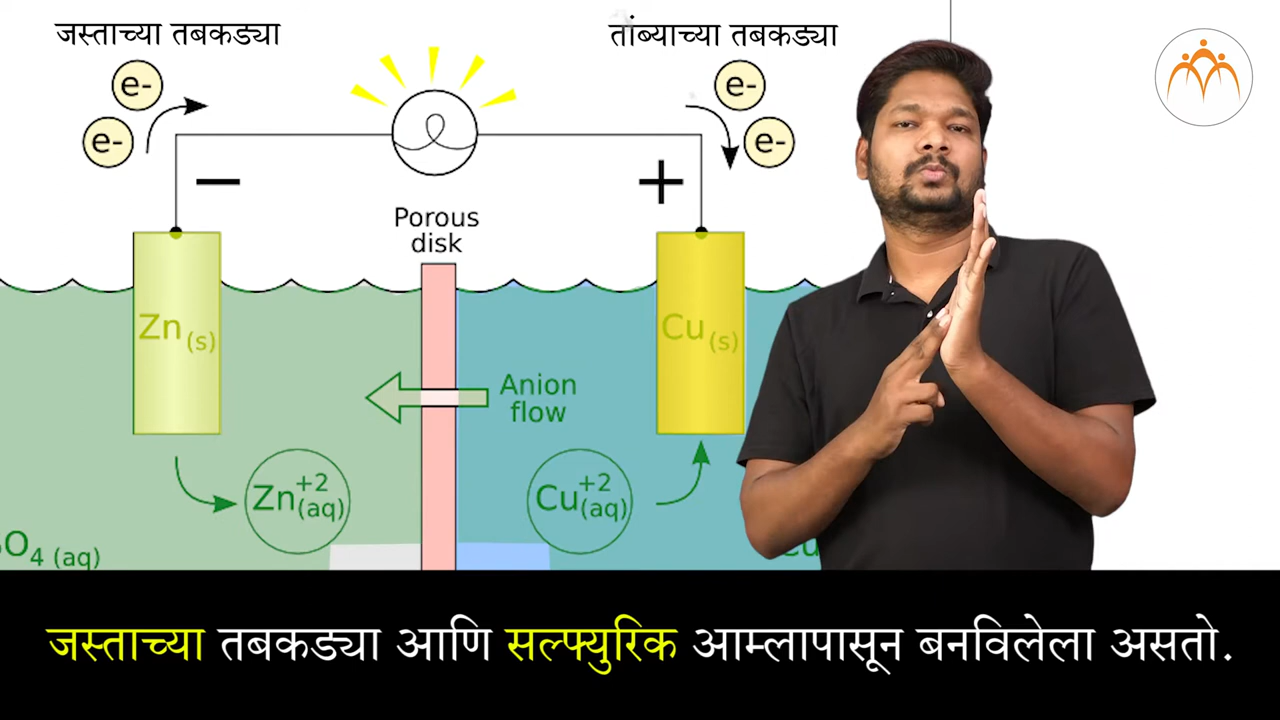 जस्ताच्या तबकड्या
तांब्याच्या तबकड्या
e-
e-
e-
e-
−
+
Porous
disk
Zn(s)
Cu(s)
Anion
flow
Zn+2(aq)
Cu+2(aq)
O4 (aq)
Cu
जस्ताच्या तबकड्या आणि सल्फ्युरिक आम्लापासून बनविलेला असतो.